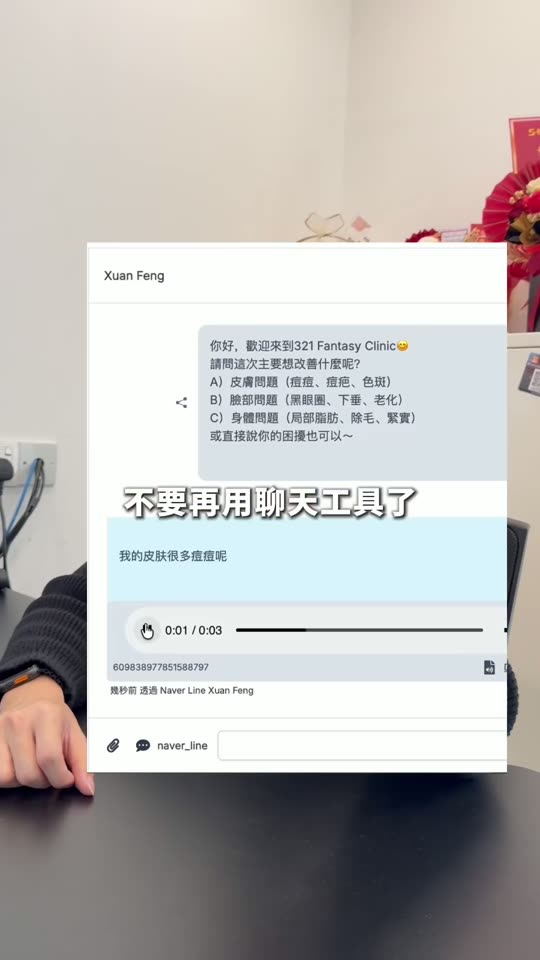 Xuan Feng
你好，歡迎來到321 Fantasy Clinic😊
請問這次主要想改善什麼呢?
A）皮膚問題（痘痘、痘疤、色斑）
B）臉部問題（黑眼圈、下垂、老化）
C）身體問題（局部脂肪、除毛、緊實）
或直接說你的困擾也可以～
不要再用聊天工具了
我的皮肤很多痘痘呢
0:01 / 0:03
609838977851588797
幾秒前 透過 Naver Line Xuan Feng
naver_line